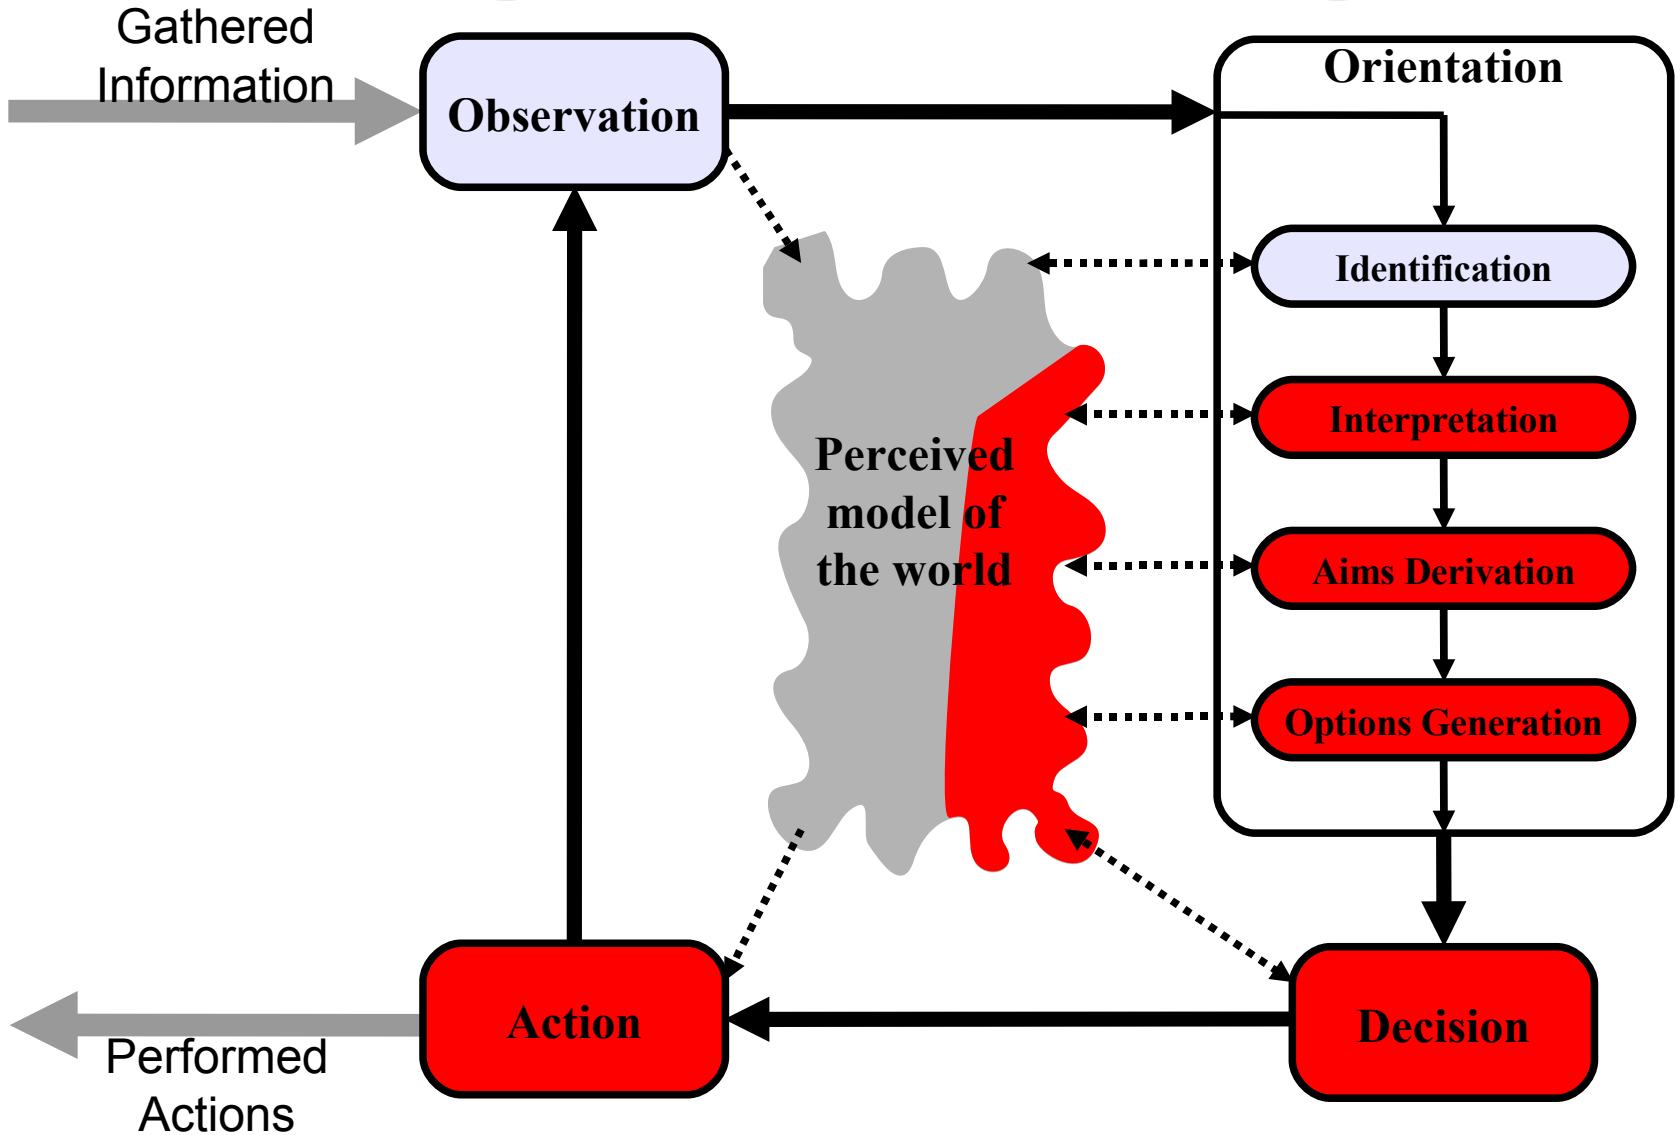 Gathered
Information
Observation
Orientation
Identification
Interpretation
Perceived
model of
the world
Aims Derivation
Options Generation
Action
Decision
Performed
Actions